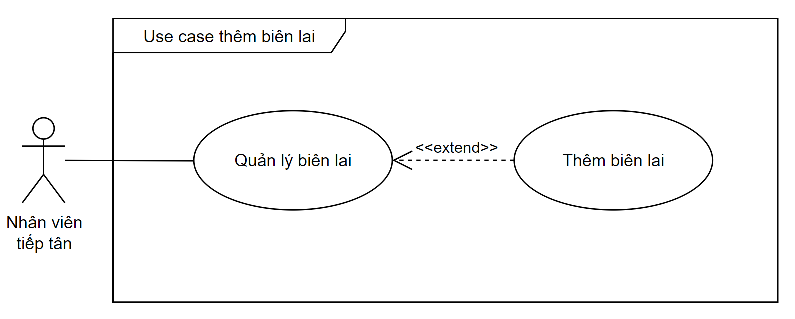 Use case thêm biên lai
Quản lý biên lai
<<extend>>
Thêm biên lai
Nhân viên
tiếp tân